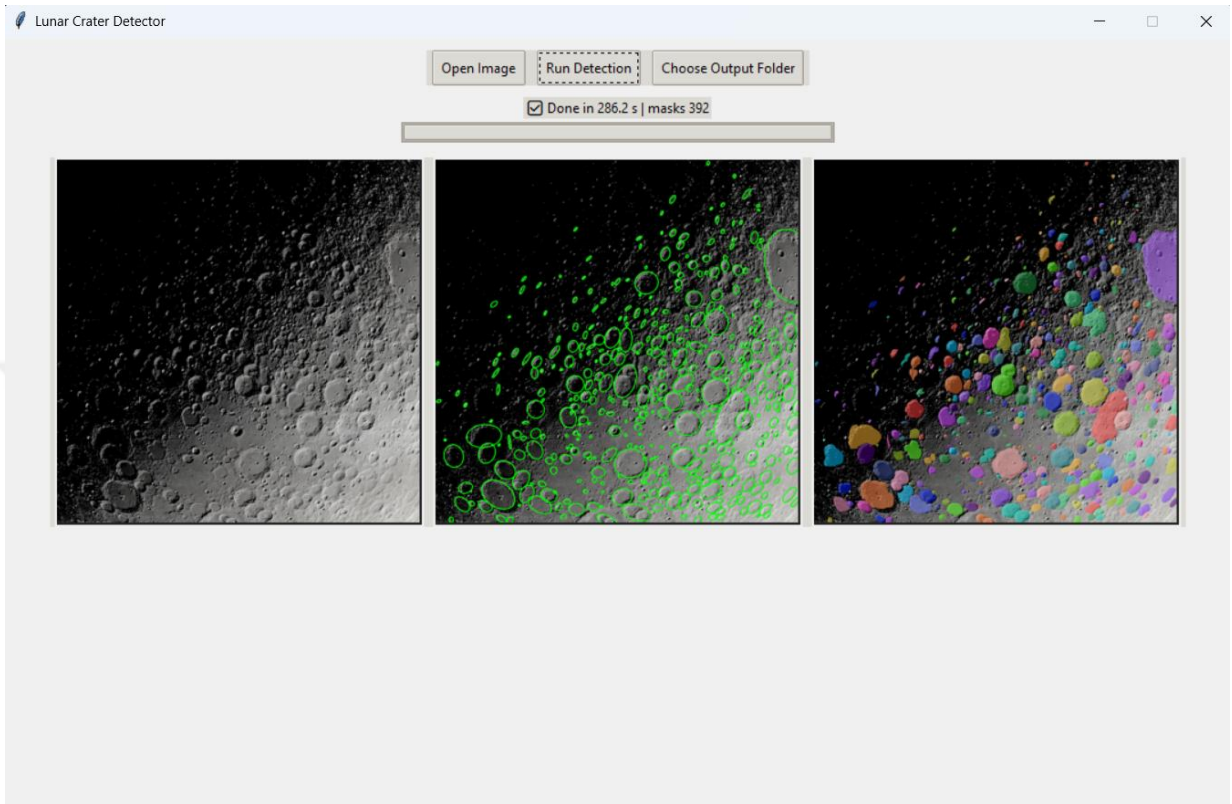 Lunar Crater Detector
Open Image Run Detection Choose Output Folder
☑ Done in 286.2 s | masks 392